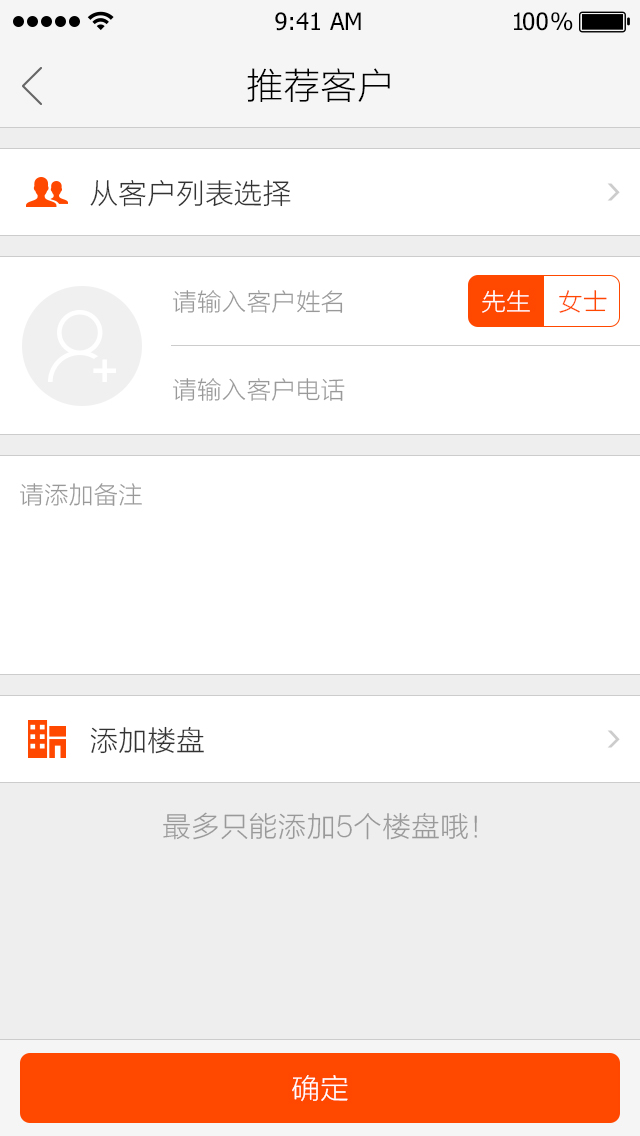 9:41 AM 100%
推荐客户
从客户列表选择
请输入客户姓名 先生 女士
请输入客户电话
请添加备注
添加楼盘
最多只能添加5个楼盘哦！
确定